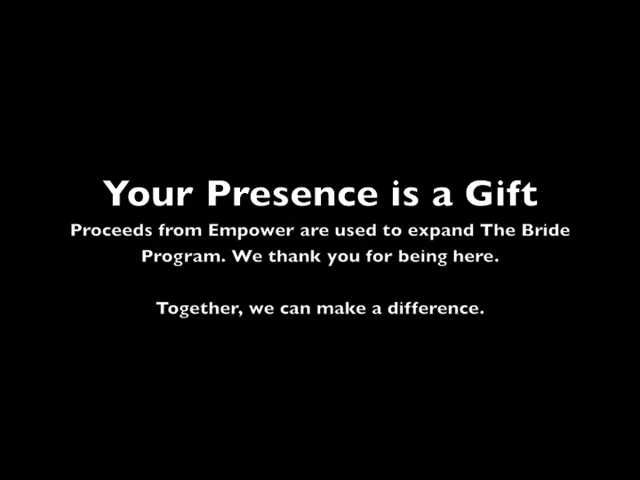 Your Presence is a Gift
Proceeds from Empower are used to expand The Bride
Program. We thank you for being here.
Together, we can make a difference.